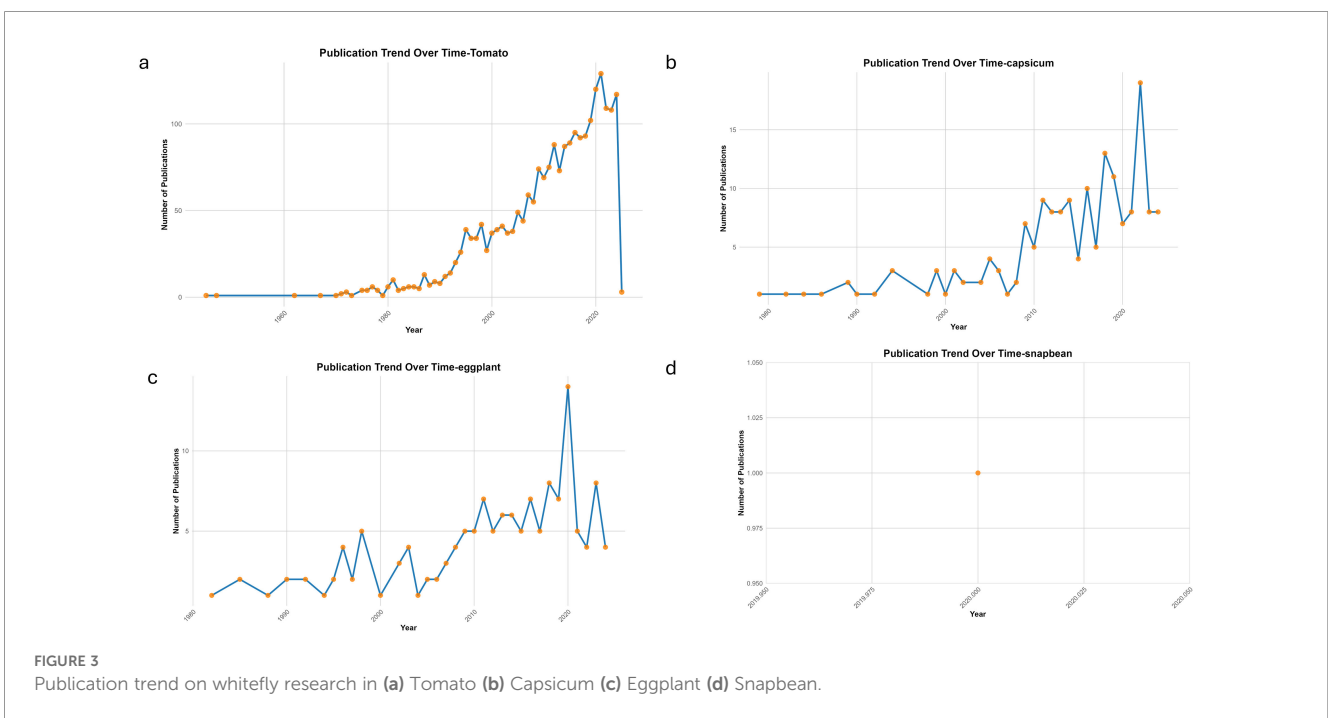 a
Publication Trend Over Time-Tomato
Number of Publications
100
50
0
1960
1980
2000
2020
Year
b
Publication Trend Over Time-capsicum
Number of Publications
15
10
5
1980
1990
2000
2010
2020
Year
c
Publication Trend Over Time-eggplant
Number of Publications
10
5
1980
1990
2000
2010
2020
Year
d
Publication Trend Over Time-snapbean
Number of Publications
1.050
1.025
1.000
0.975
0.950
2019.950
2019.975
2020.000
2020.025
2020.050
Year
FIGURE 3
Publication trend on whitefly research in (a) Tomato (b) Capsicum (c) Eggplant (d) Snapbean.